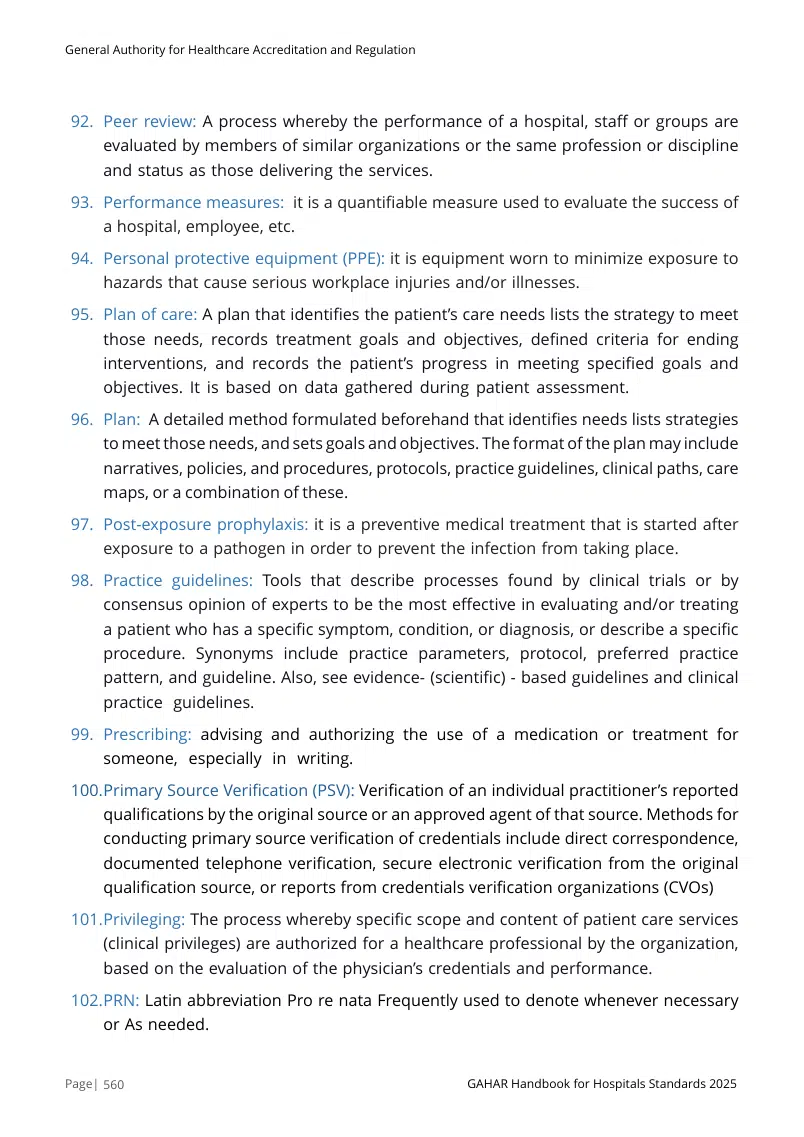 General Authority for Healthcare Accreditation and Regulation
92. Peer review: A process whereby the performance of a hospital, staff or groups are
evaluated by members of similar organizations or the same profession or discipline
and status as those delivering the services.
93. Performance measures: it is a quantifiable measure used to evaluate the success of
a hospital, employee, etc.
94. Personal protective equipment (PPE): it is equipment worn to minimize exposure to
hazards that cause serious workplace injuries and/or illnesses.
95. Plan of care: A plan that identifies the patient’s care needs lists the strategy to meet
those needs, records treatment goals and objectives, defined criteria for ending
interventions, and records the patient’s progress in meeting specified goals and
objectives. It is based on data gathered during patient assessment.
96. Plan: A detailed method formulated beforehand that identifies needs lists strategies
to meet those needs, and sets goals and objectives. The format of the plan may include
narratives, policies, and procedures, protocols, practice guidelines, clinical paths, care
maps, or a combination of these.
97. Post-exposure prophylaxis: it is a preventive medical treatment that is started after
exposure to a pathogen in order to prevent the infection from taking place.
98. Practice guidelines: Tools that describe processes found by clinical trials or by
consensus opinion of experts to be the most effective in evaluating and/or treating
a patient who has a specific symptom, condition, or diagnosis, or describe a specific
procedure. Synonyms include practice parameters, protocol, preferred practice
pattern, and guideline. Also, see evidence- (scientific) - based guidelines and clinical
practice guidelines.
99. Prescribing: advising and authorizing the use of a medication or treatment for
someone, especially in writing.
100.Primary Source Verification (PSV): Verification of an individual practitioner’s reported
qualifications by the original source or an approved agent of that source. Methods for
conducting primary source verification of credentials include direct correspondence,
documented telephone verification, secure electronic verification from the original
qualification source, or reports from credentials verification organizations (CVOs)
101.Privileging: The process whereby specific scope and content of patient care services
(clinical privileges) are authorized for a healthcare professional by the organization,
based on the evaluation of the physician’s credentials and performance.
102.PRN: Latin abbreviation Pro re nata Frequently used to denote whenever necessary
or As needed.
Page| 560 GAHAR Handbook for Hospitals Standards 2025